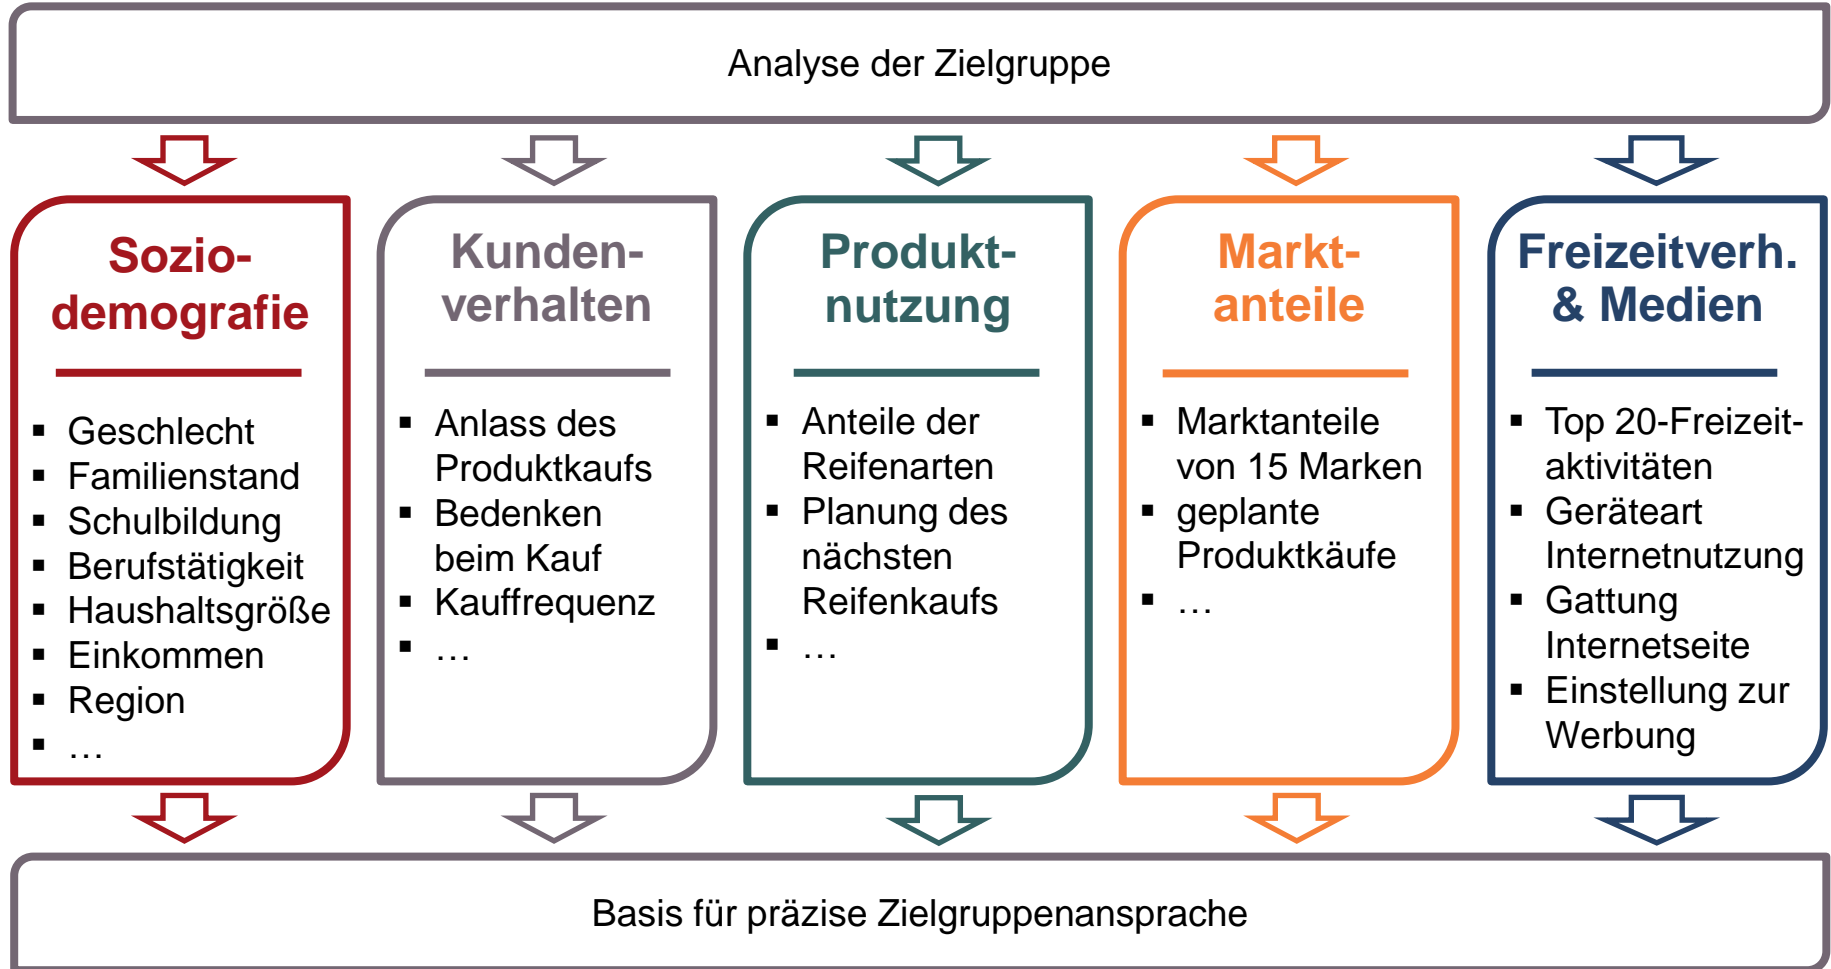 Analyse der Zielgruppe
Sozio-
demografie
▪ Geschlecht
▪ Familienstand
▪ Schulbildung
▪ Berufstätigkeit
▪ Haushaltsgröße
▪ Einkommen
▪ Region
▪ …
Kunden-
verhalten
▪ Anlass des
Produktkaufs
▪ Bedenken
beim Kauf
▪ Kauffrequenz
▪ …
Produkt-
nutzung
▪ Anteile der
Reifenarten
▪ Planung des
nächsten
Reifenkaufs
▪ …
Markt-
anteile
▪ Marktanteile
von 15 Marken
▪ geplante
Produktkäufe
▪ …
Freizeitverh.
& Medien
▪ Top 20-Freizeit-
aktivitäten
▪ Geräteart
Internetnutzung
▪ Gattung
Internetseite
▪ Einstellung zur
Werbung
Basis für präzise Zielgruppenansprache